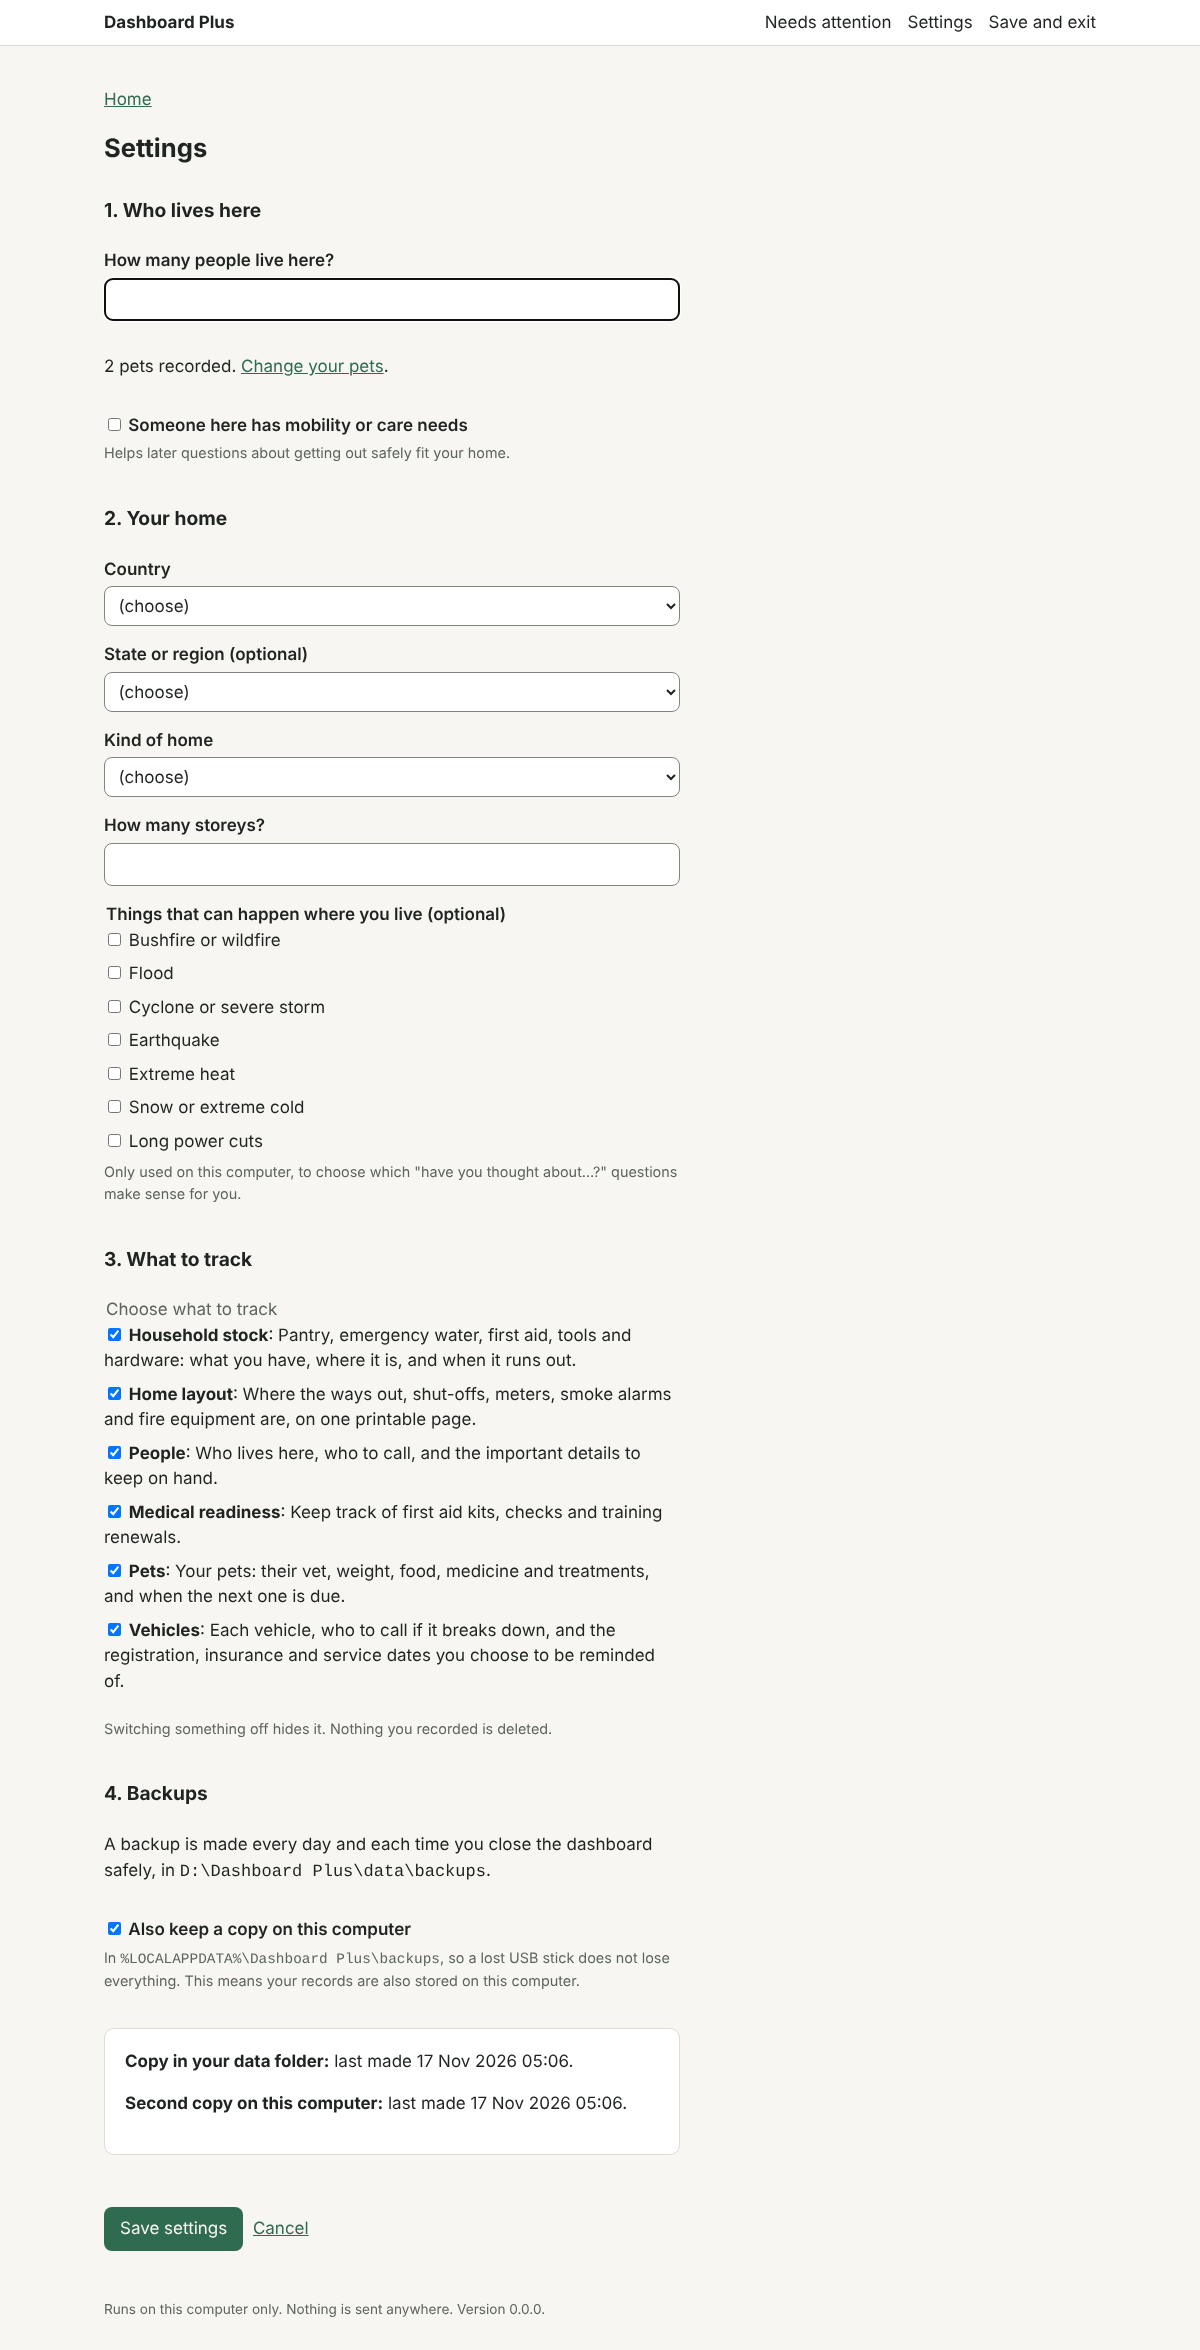 Dashboard Plus
Needs attention Settings Save and exit
Home
Settings
1. Who lives here
How many people live here?
2 pets recorded. Change your pets.
Someone here has mobility or care needs
Helps later questions about getting out safely fit your home.
2. Your home
Country
(choose)
State or region (optional)
(choose)
Kind of home
(choose)
How many storeys?
Things that can happen where you live (optional)
Bushfire or wildfire
Flood
Cyclone or severe storm
Earthquake
Extreme heat
Snow or extreme cold
Long power cuts
Only used on this computer, to choose which "have you thought about...?" questions
make sense for you.
3. What to track
Choose what to track
Household stock: Pantry, emergency water, first aid, tools and
hardware: what you have, where it is, and when it runs out.
Home layout: Where the ways out, shut-offs, meters, smoke alarms
and fire equipment are, on one printable page.
People: Who lives here, who to call, and the important details to
keep on hand.
Medical readiness: Keep track of first aid kits, checks and training
renewals.
Pets: Your pets: their vet, weight, food, medicine and treatments,
and when the next one is due.
Vehicles: Each vehicle, who to call if it breaks down, and the
registration, insurance and service dates you choose to be reminded
of.
Switching something off hides it. Nothing you recorded is deleted.
4. Backups
A backup is made every day and each time you close the dashboard
safely, in D:\Dashboard Plus\data\backups.
Also keep a copy on this computer
In %LOCALAPPDATA%\Dashboard Plus\backups, so a lost USB stick does not lose
everything. This means your records are also stored on this computer.
Copy in your data folder: last made 17 Nov 2026 05:06.
Second copy on this computer: last made 17 Nov 2026 05:06.
Save settings Cancel
Runs on this computer only. Nothing is sent anywhere. Version 0.0.0.